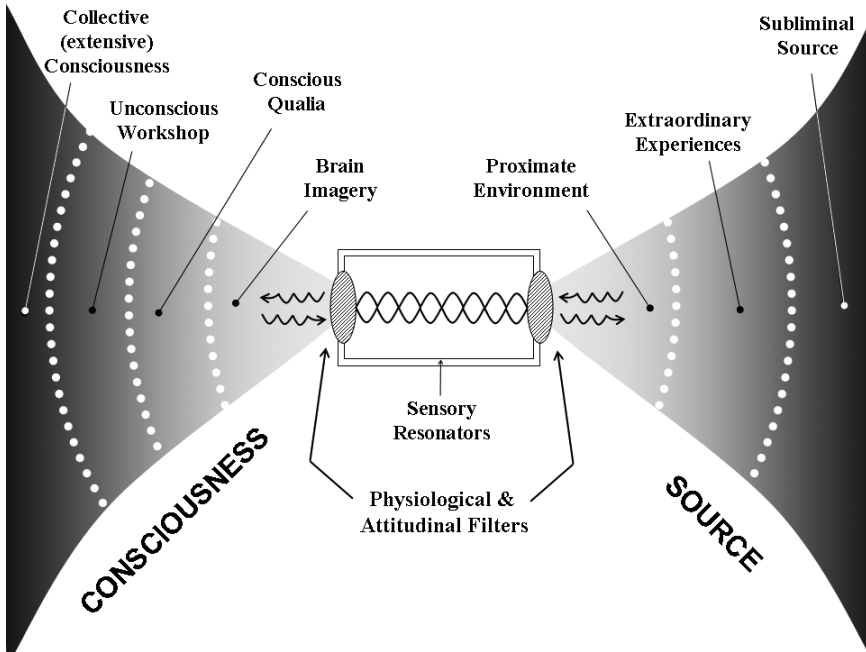 Collective
(extensive)
Consciousness
Unconscious
Workshop
Conscious
Qualia
Brain
Imagery
Proximate
Environment
Extraordinary
Experiences
Subliminal
Source
Sensory
Resonators
Physiological &
Attitudinal Filters
CONSCIOUSNESS
SOURCE